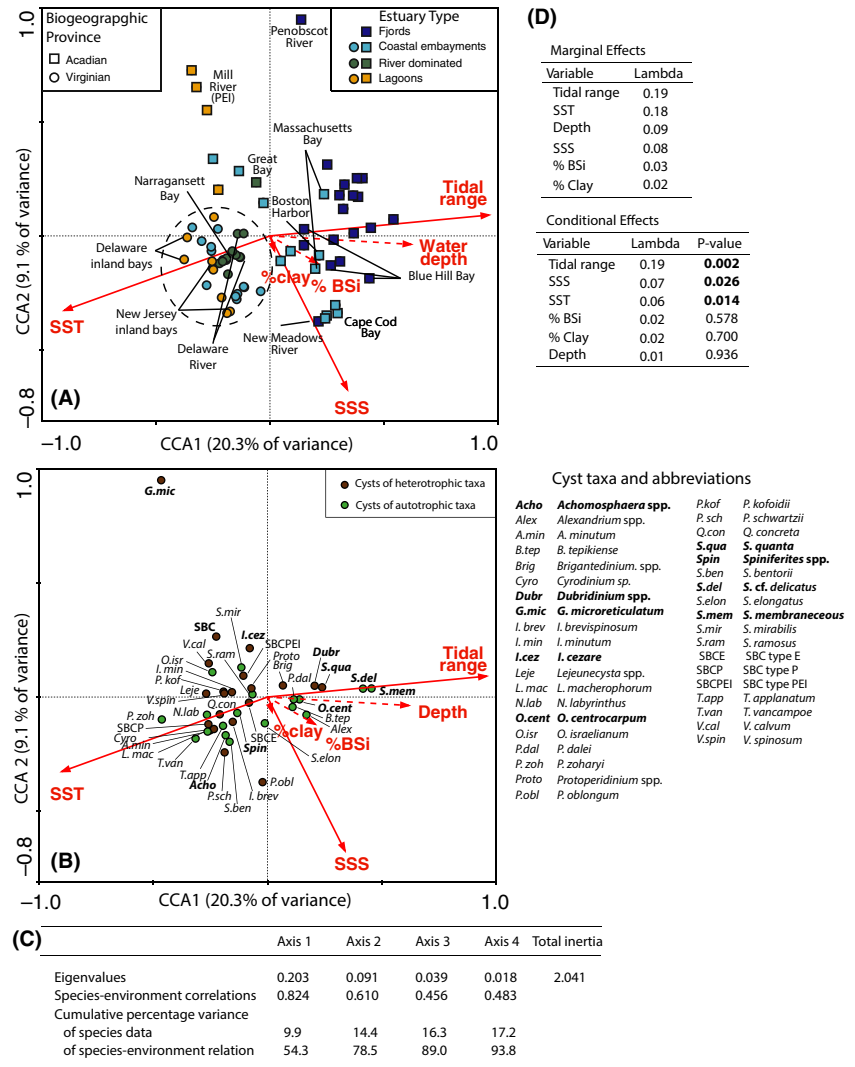 (A)
Biogeographic
Province
Acadian
Virginian
Estuary Type
Fjords
Coastal embayments
River dominated
Lagoons
Penobscot
River
Mill
River
(PEI)
Massachusetts
Bay
Great
Bay
Narragansett
Bay
Boston
Harbor
Tidal
range
Delaware
inland bays
Water
depth
%clay
% BSi
Blue Hill Bay
New Jersey
inland bays
SST
New Meadows
River
Cape Cod
Bay
Delaware
River
SSS
1.0
CCA2 (9.1 % of variance)
−0.8
−1.0
CCA1 (20.3% of variance)
1.0
(D)
Marginal Effects
Variable Lambda
Tidal range 0.19
SST 0.18
Depth 0.09
SSS 0.08
% BSi 0.03
% Clay 0.02
Conditional Effects
Variable Lambda P-value
Tidal range 0.19 0.002
SSS 0.07 0.026
SST 0.06 0.014
% BSi 0.02 0.578
% Clay 0.02 0.700
Depth 0.01 0.936
(B)
Cysts of heterotrophic taxa
Cysts of autotrophic taxa
G.mic
S.mir
SBC
I.cez
V.cal
SBCPEI
S.ram
Proto
O.isr
Brig
I. min
Dubr
P. kof
S.qua
P.dal
S.del
Leje
S.mem
V.spin
Q.con
O.cent
N.lab
B.tep
P. zoh
Alex
SBCP
SBCE
Cyro
Spin
A.min
S.elon
L. mac
T.van
T.app
P.obl
Acho
P.sch
I. brev
S.ben
Tidal
range
Depth
%clay
%BSi
SST
SSS
1.0
CCA 2 (9.1% of variance)
−0.8
−1.0
CCA1 (20.3% of variance)
1.0
Cyst taxa and abbreviations
Acho Achomosphaera spp.
Alex Alexandrium spp.
A.min A. minutum
B.tep B. tepikiense
Brig Brigantedinium. spp.
Cyro Cyrodinium sp.
Dubr Dubridinium spp.
G.mic G. microreticulatum
I. brev I. brevispinosum
I. min I. minutum
I.cez I. cezare
Leje Lejeunecysta spp.
L. mac L. macherophorum
N.lab N. labyrinthus
O.cent O. centrocarpum
O.isr O. israelianum
P.dal P. dalei
P. zoh P. zoharyi
Proto Protoperidinium spp.
P.obl P. oblongum
P.kof P. kofoidii
P. sch P. schwartzii
Q.con Q. concreta
S.qua S. quanta
Spin Spiniferites spp.
S.ben S. bentorii
S.del S. cf. delicatus
S.elon S. elongatus
S.mem S. membraneceous
S.mir S. mirabilis
S.ram S. ramosus
SBCE SBC type E
SBCP SBC type P
SBCPEI SBC type PEI
T.app T. applanatum
T.van T. vancampoe
V.cal V. calvum
V.spin V. spinosum
(C)
Axis 1 Axis 2 Axis 3 Axis 4 Total inertia
Eigenvalues 0.203 0.091 0.039 0.018 2.041
Species-environment correlations 0.824 0.610 0.456 0.483
Cumulative percentage variance
of species data 9.9 14.4 16.3 17.2
of species-environment relation 54.3 78.5 89.0 93.8